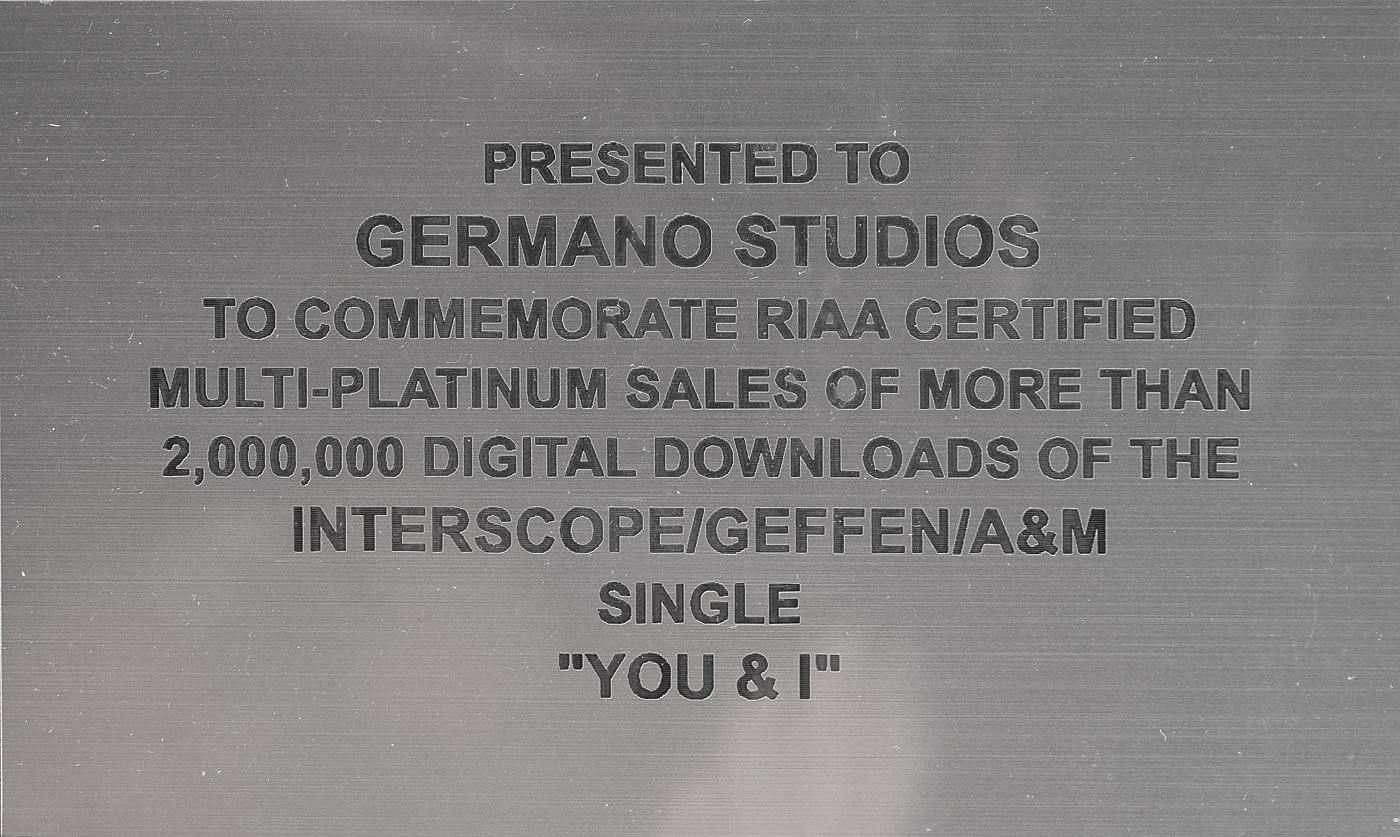 PRESENTED TO
GERMANO STUDIOS
TO COMMEMORATE RIAA CERTIFIED
MULTI-PLATINUM SALES OF MORE THAN
2,000,000 DIGITAL DOWNLOADS OF THE
INTERSCOPE/GEFFEN/A&M
SINGLE
"YOU & I"